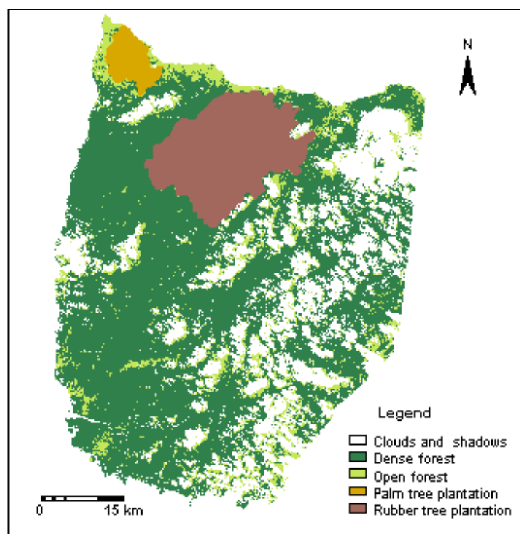 N
Legend
Clouds and shadows
Dense forest
Open forest
Palm tree plantation
Rubber tree plantation
0 15 km